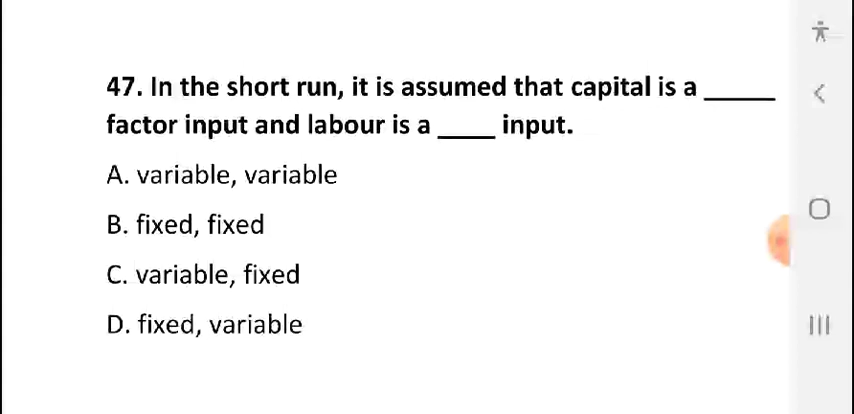 47. In the short run, it is assumed that capital is a _____
factor input and labour is a ____ input.
A. variable, variable
B. fixed, fixed
C. variable, fixed
D. fixed, variable